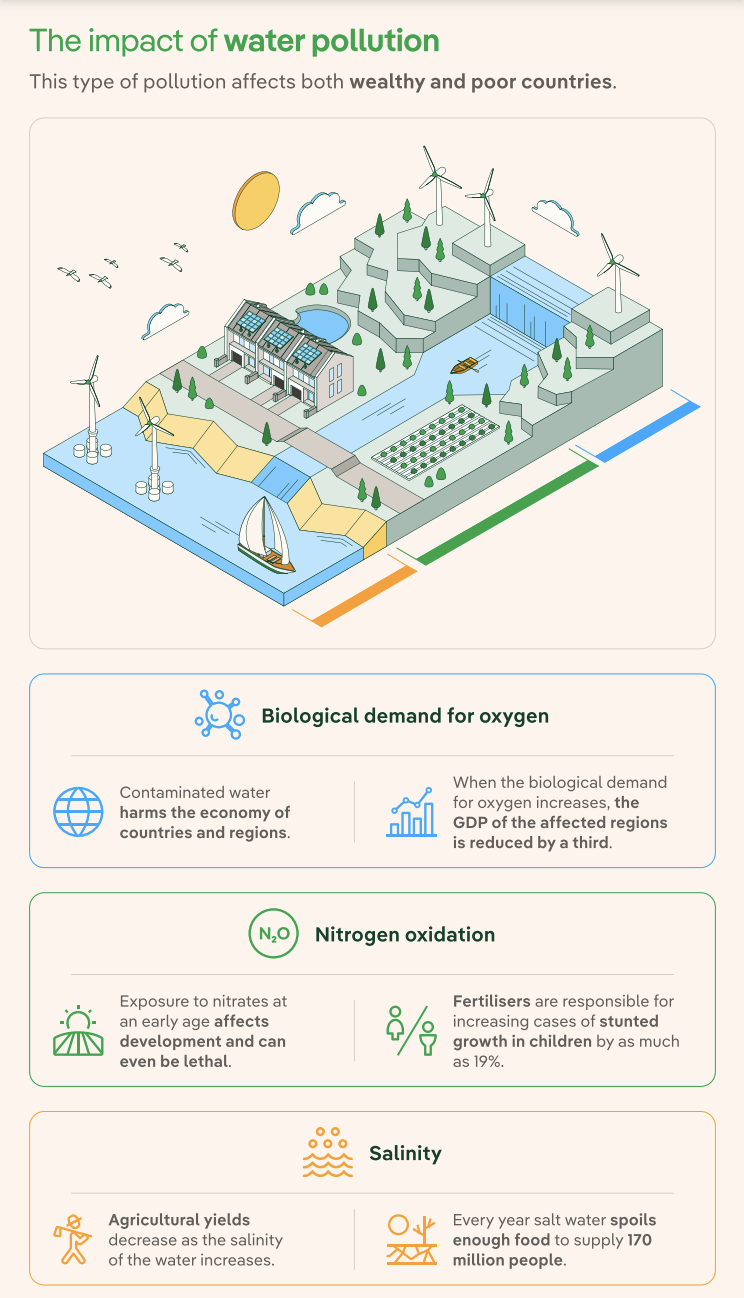 The impact of water pollution
This type of pollution affects both wealthy and poor countries.
Biological demand for oxygen
Contaminated water
harms the economy of
countries and regions.
When the biological demand
for oxygen increases, the
GDP of the affected regions
is reduced by a third.
N₂O
Nitrogen oxidation
Exposure to nitrates at
an early age affects
development and can
even be lethal.
Fertilisers are responsible for
increasing cases of stunted
growth in children by as much
as 19%.
Salinity
Agricultural yields
decrease as the salinity
of the water increases.
Every year salt water spoils
enough food to supply 170
million people.